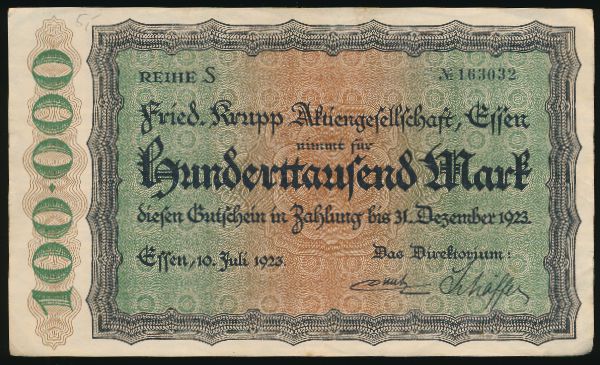 100·000
REIHE S
№ 163032
Fried. Krupp Aktiengesellschaft, Essen
nimmt für
Hunderttausend Mark
diesen Gutschein in Zahlung bis 31. Dezember 1923.
Essen, 10. Juli 1923.
Das Direktorium:
Schäffer